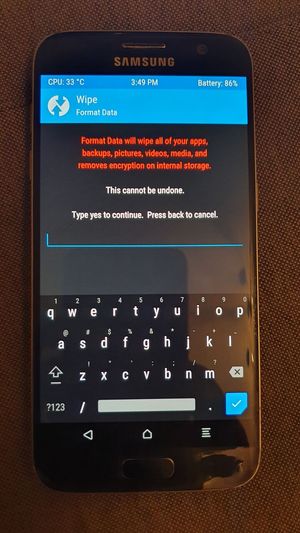 SAMSUNG
CPU: 33 °C 3:49 PM Battery: 86%
Wipe
Format Data
Format Data will wipe all of your apps,
backups, pictures, videos, media, and
removes encryption on internal storage.
This cannot be undone.
Type yes to continue. Press back to cancel.
1 2 3 4 5 6 7 8 9 0
q w e r t y u i o p
@ # $ % & - + ( )
a s d f g h j k l
z x c v b n m
?123 / .